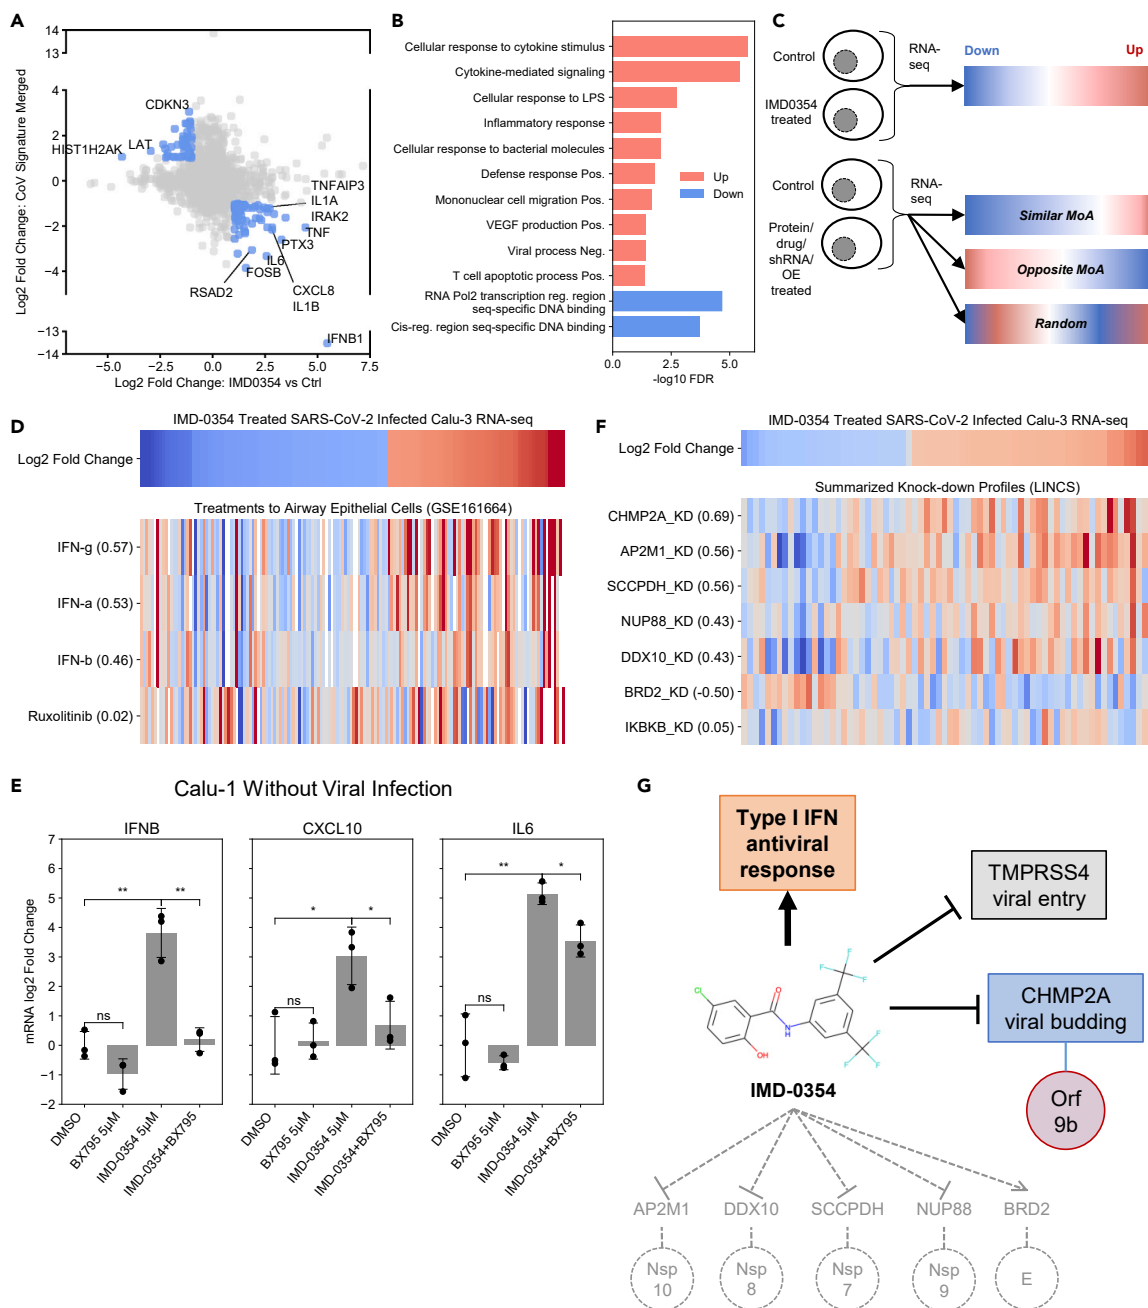 A
14
13
4
2
0
−2
−4
−13
−14
Log2 Fold Change: CoV Signature Merged
CDKN3
HIST1H2AK
LAT
TNFAIP3
IL1A
IRAK2
TNF
PTX3
IL6
FOSB
RSAD2
CXCL8
IL1B
IFNB1
−5.0
−2.5
0.0
2.5
5.0
7.5
Log2 Fold Change: IMD0354 vs Ctrl
B
Cellular response to cytokine stimulus
Cytokine-mediated signaling
Cellular response to LPS
Inflammatory response
Cellular response to bacterial molecules
Defense response Pos.
Mononuclear cell migration Pos.
VEGF production Pos.
Viral process Neg.
T cell apoptotic process Pos.
RNA Pol2 transcription reg. region
seq-specific DNA binding
Cis-reg. region seq-specific DNA binding
Up
Down
0.0
2.5
5.0
-log10 FDR
C
Control
IMD0354
treated
RNA-
seq
Down
Up
Control
Protein/
drug/
shRNA/
OE
treated
RNA-
seq
Similar MoA
Opposite MoA
Random
D
IMD-0354 Treated SARS-CoV-2 Infected Calu-3 RNA-seq
Log2 Fold Change
Treatments to Airway Epithelial Cells (GSE161664)
IFN-g (0.57)
IFN-a (0.53)
IFN-b (0.46)
Ruxolitinib (0.02)
F
IMD-0354 Treated SARS-CoV-2 Infected Calu-3 RNA-seq
Log2 Fold Change
Summarized Knock-down Profiles (LINCS)
CHMP2A_KD (0.69)
AP2M1_KD (0.56)
SCCPDH_KD (0.56)
NUP88_KD (0.43)
DDX10_KD (0.43)
BRD2_KD (-0.50)
IKBKB_KD (0.05)
E
Calu-1 Without Viral Infection
IFNB
CXCL10
IL6
mRNA log2 Fold Change
7
6
5
4
3
2
1
0
−1
−2
**
**
ns
*
*
ns
**
*
ns
DMSO
BX795 5µM
IMD-0354 5µM
IMD-0354+BX795
DMSO
BX795 5µM
IMD-0354 5µM
IMD-0354+BX795
DMSO
BX795 5µM
IMD-0354 5µM
IMD-0354+BX795
G
Type I IFN
antiviral
response
TMPRSS4
viral entry
CHMP2A
viral budding
Orf
9b
Cl
O
NH
OH
F
F
F
F
F
F
IMD-0354
AP2M1
DDX10
SCCPDH
NUP88
BRD2
Nsp
10
Nsp
8
Nsp
7
Nsp
9
E